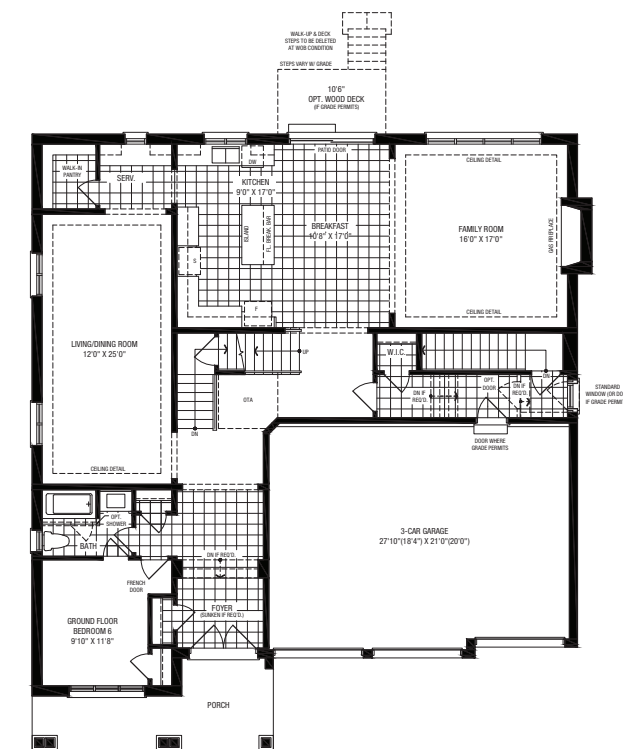 WALK-UP & DECK
STEPS TO BE DELETED
AT WOB CONDITION
STEPS VARY W/ GRADE
10'6"
OPT. WOOD DECK
(IF GRADE PERMITS)
PATIO DOOR
CEILING DETAIL
WALK-IN
PANTRY
SERV.
DW
KITCHEN
9'0" X 17'0"
ISLAND
FL. BREAK BAR
BREAKFAST
10'8" X 17'0"
FAMILY ROOM
16'0" X 17'0"
GAS FIREPLACE
S
F
CEILING DETAIL
LIVING/DINING ROOM
12'0" X 25'0"
UP
W.I.C.
OTA
DN
DN IF
REQ'D.
OPT.
DOOR
DN IF
REQ'D.
DN
STANDARD
WINDOW (OR DO
IF GRADE PERMIT
DOOR WHERE
GRADE PERMITS
CEILING DETAIL
OPT.
SHOWER
BATH
3-CAR GARAGE
27'10"(18'4") X 21'0"(20'0")
DN IF REQ'D.
FRENCH
DOOR
FOYER
(SUNKEN IF REQ'D.)
GROUND FLOOR
BEDROOM 6
9'10" X 11'8"
PORCH